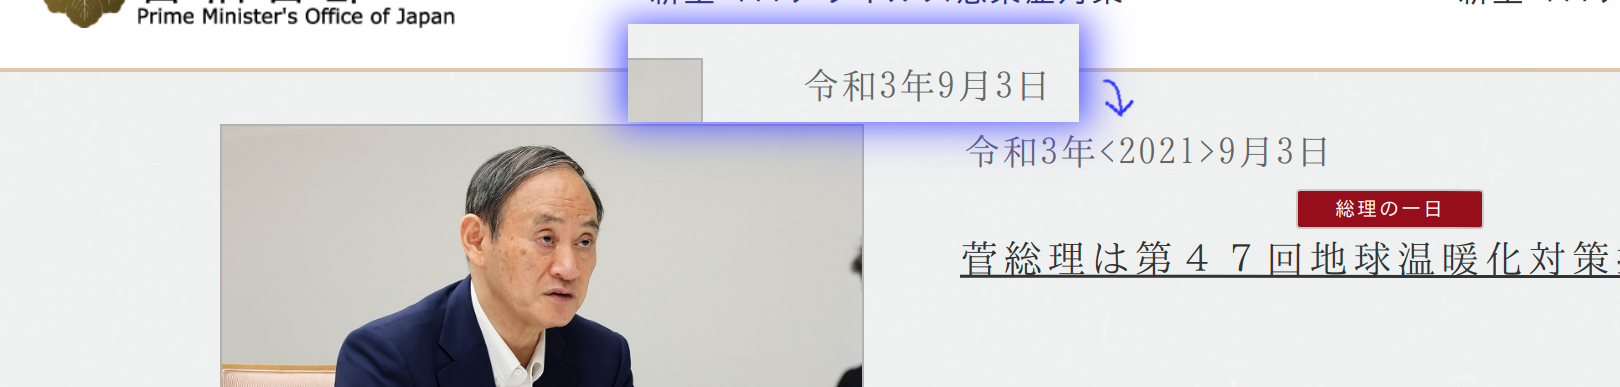 Prime Minister's Office of Japan
令和3年9月3日
令和3年<2021>9月3日
総理の一日
菅総理は第４７回地球温暖化対策